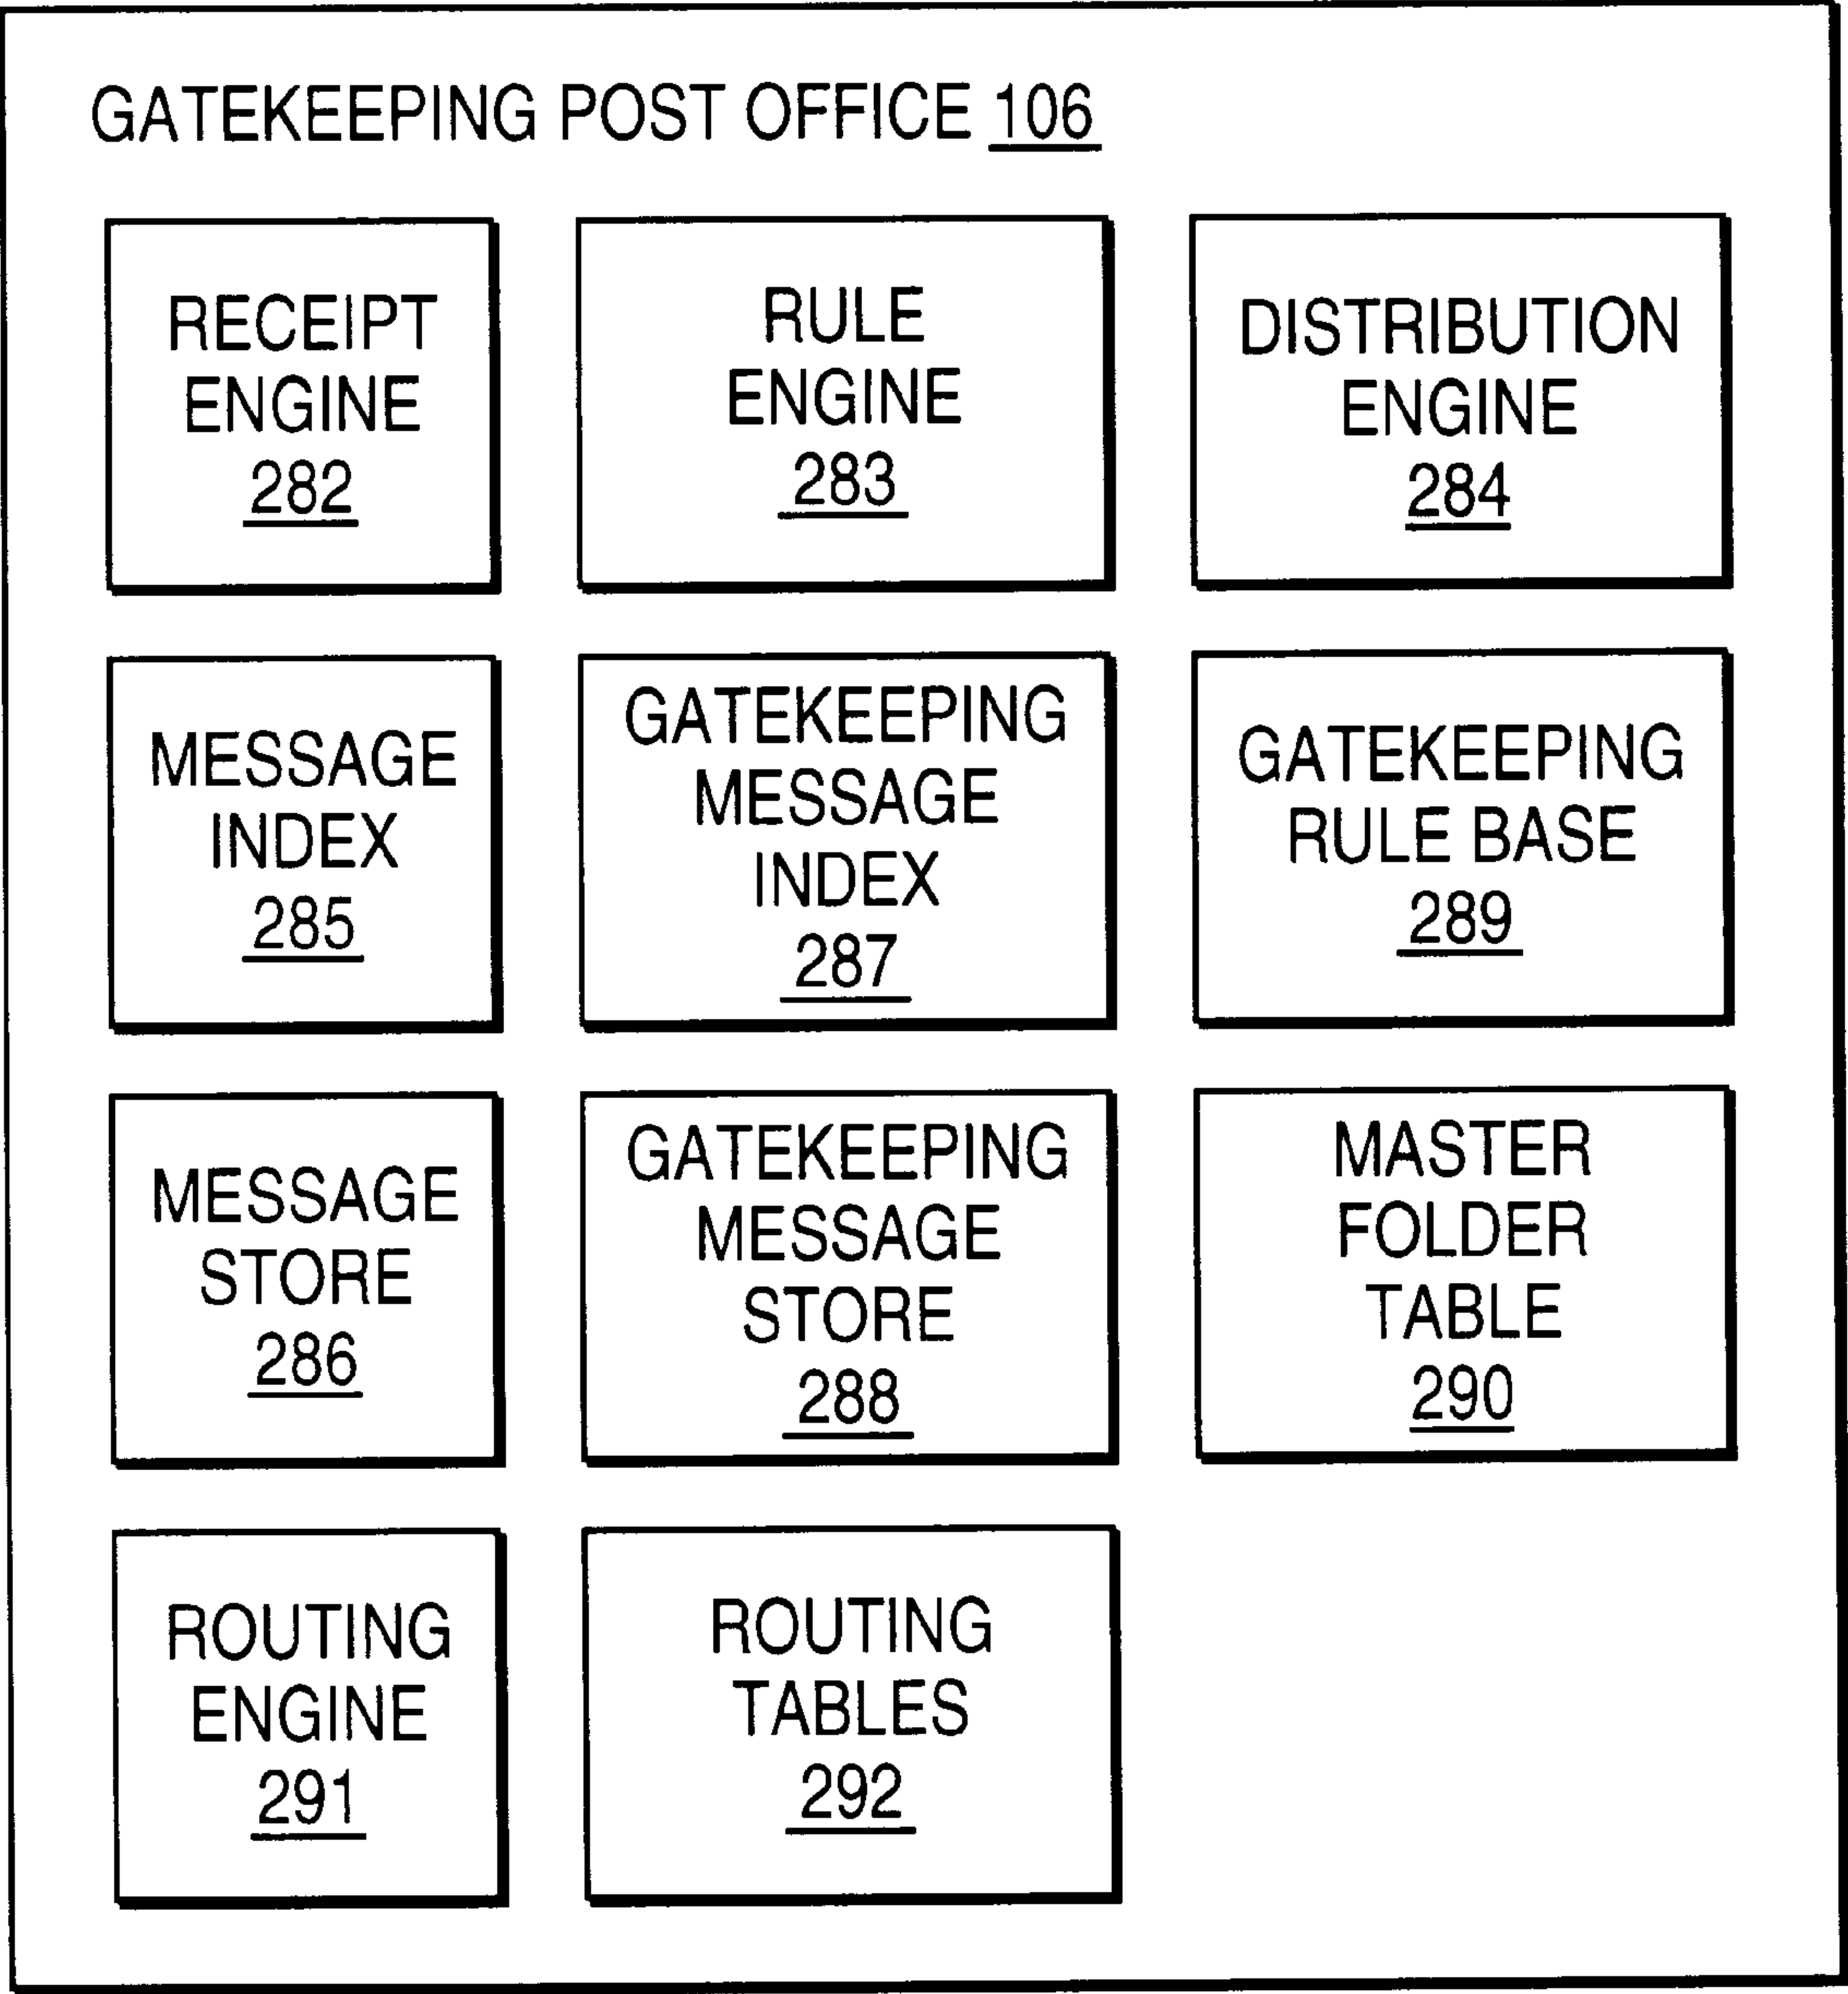 GATEKEEPING POST OFFICE 106
RECEIPT
ENGINE
282
RULE
ENGINE
283
DISTRIBUTION
ENGINE
284
MESSAGE
INDEX
285
GATEKEEPING
MESSAGE
INDEX
287
GATEKEEPING
RULE BASE
289
MESSAGE
STORE
286
GATEKEEPING
MESSAGE
STORE
288
MASTER
FOLDER
TABLE
290
ROUTING
ENGINE
291
ROUTING
TABLES
292